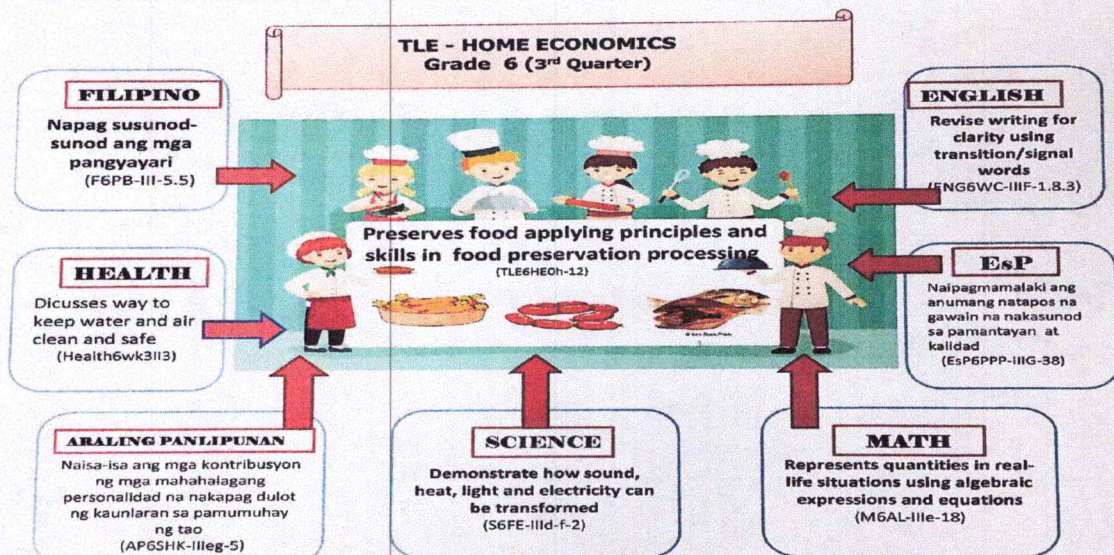 TLE - HOME ECONOMICS
Grade 6 (3rd Quarter)
FILIPINO
Napag susunod-
sunod ang mga
pangyayari
(F6PB-III-5.5)
ENGLISH
Revise writing for
clarity using
transition/signal
words
(ENG6WC-IIIF-1.8.3)
Preserves food applying principles and
skills in food preservation processing
(TLE6HE0h-12)
HEALTH
Dicusses way to
keep water and air
clean and safe
(Health6wk3II3)
EsP
Naipagmamalaki ang
anumang natapos na
gawain na nakasunod
sa pamantayan at
kalidad
(EsP6PPP-IIIG-38)
ARALING PANLIPUNAN
Naisa-isa ang mga kontribusyon
ng mga mahahalagang
personalidad na nakapag dulot
ng kaunlaran sa pamumuhay
ng tao
(AP6SHK-IIIeg-5)
SCIENCE
Demonstrate how sound,
heat, light and electricity can
be transformed
(S6FE-IIId-f-2)
MATH
Represents quantities in real-
life situations using algebraic
expressions and equations
(M6AL-IIIe-18)